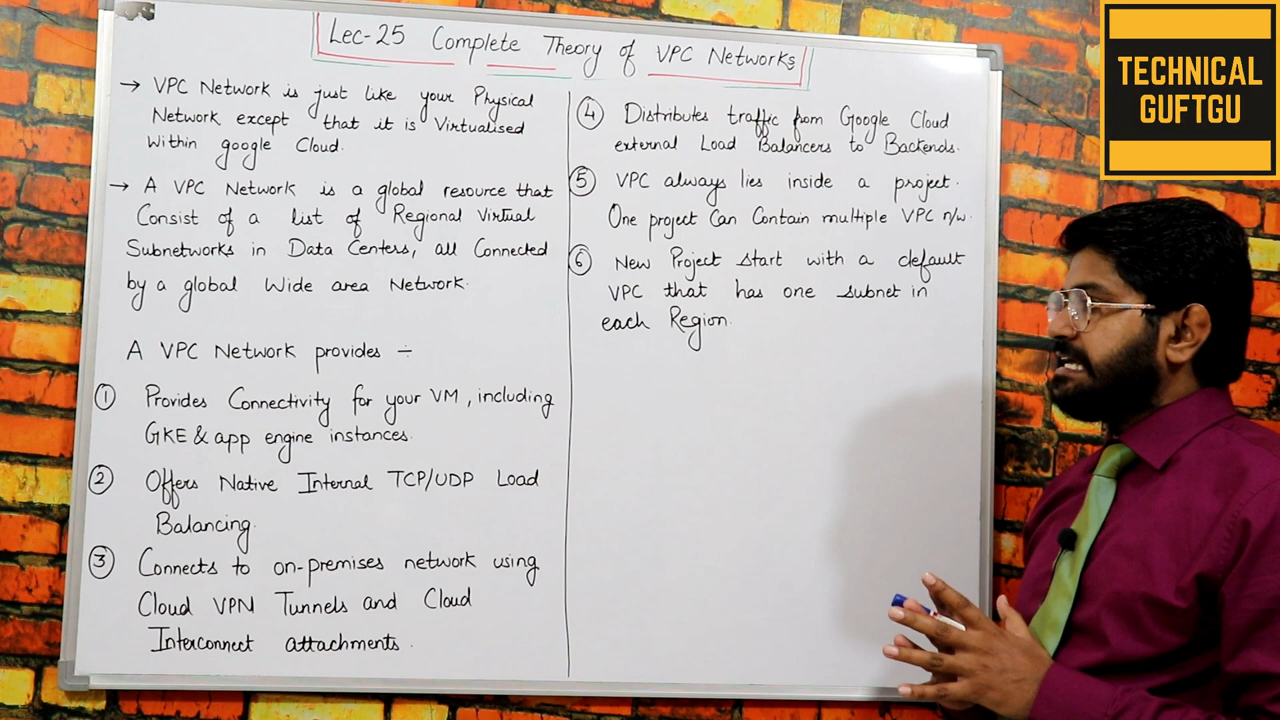 Lec-25 Complete Theory of VPC Networks
→ VPC Network is just like your Physical
Network except that it is Virtualised
Within google Cloud.
→ A VPC Network is a global resource that
Consist of a list of Regional Virtual
Subnetworks in Data Centers, all Connected
by a global Wide area Network.
A VPC Network provides ÷
① Provides Connectivity for your VM, including
GKE & app engine instances.
② Offers Native Internal TCP/UDP Load
Balancing.
③ Connects to on-premises network using
Cloud VPN Tunnels and Cloud
Interconnect attachments.
④ Distributes traffic from Google Cloud
external Load Balancers to Backends.
⑤ VPC always lies inside a project.
One project Can Contain multiple VPC n/w.
⑥ New Project start with a default
VPC that has one subnet in
each Region.
TECHNICAL
GUFTGU